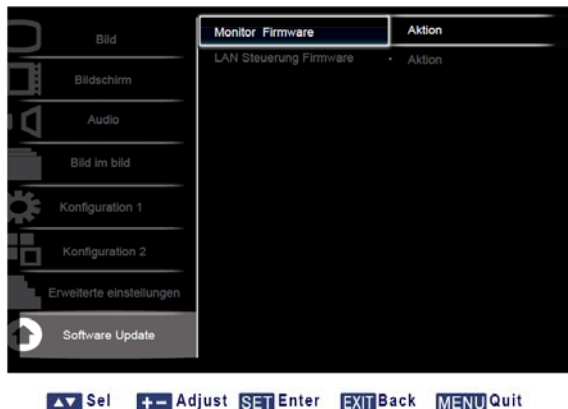 Bild
Bildschirm
Audio
Bild im bild
Konfiguration 1
Konfiguration 2
Erweiterte einstellungen
Software Update
Monitor Firmware Aktion
LAN Steuerung Firmware Aktion
Sel + − Adjust SET Enter EXIT Back MENU Quit